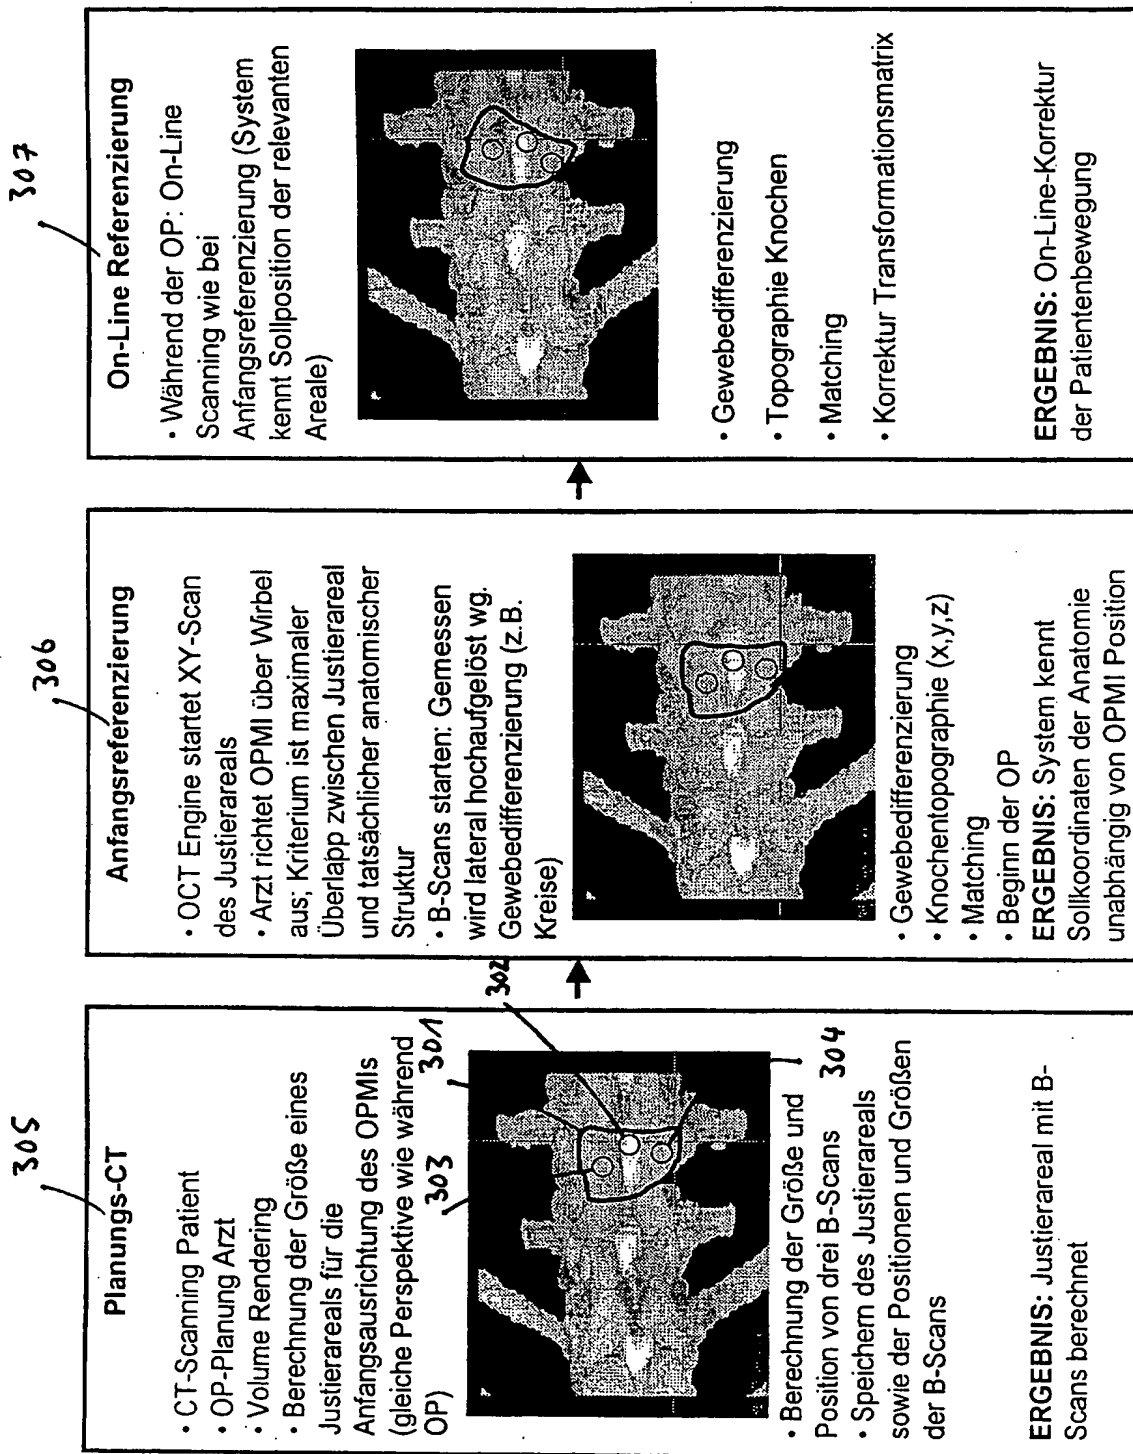 305
Planungs-CT
• CT-Scanning Patient
• OP-Planung Arzt
• Volume Rendering
• Berechnung der Größe eines
Justierareals für die
Anfangsausrichtung des OPMIs
(gleiche Perspektive wie während
OP)
303
301
302
304
• Berechnung der Größe und
Position von drei B-Scans
• Speichern des Justierareals
sowie der Positionen und Größen
der B-Scans
ERGEBNIS: Justierareal mit B-
Scans berechnet
306
Anfangsreferenzierung
• OCT Engine startet XY-Scan
des Justierareals
• Arzt richtet OPMI über Wirbel
aus; Kriterium ist maximaler
Überlapp zwischen Justierareal
und tatsächlicher anatomischer
Struktur
• B-Scans starten: Gemessen
wird lateral hochaufgelöst wg.
Gewebedifferenzierung (z.B.
Kreise)
• Gewebedifferenzierung
• Knochentopographie (x,y,z)
• Matching
• Beginn der OP
ERGEBNIS: System kennt
Sollkoordinaten der Anatomie
unabhängig von OPMI Position
307
On-Line Referenzierung
• Während der OP: On-Line
Scanning wie bei
Anfangsreferenzierung (System
kennt Sollposition der relevanten
Areale)
• Gewebedifferenzierung
• Topographie Knochen
• Matching
• Korrektur Transformationsmatrix
ERGEBNIS: On-Line-Korrektur
der Patientenbewegung